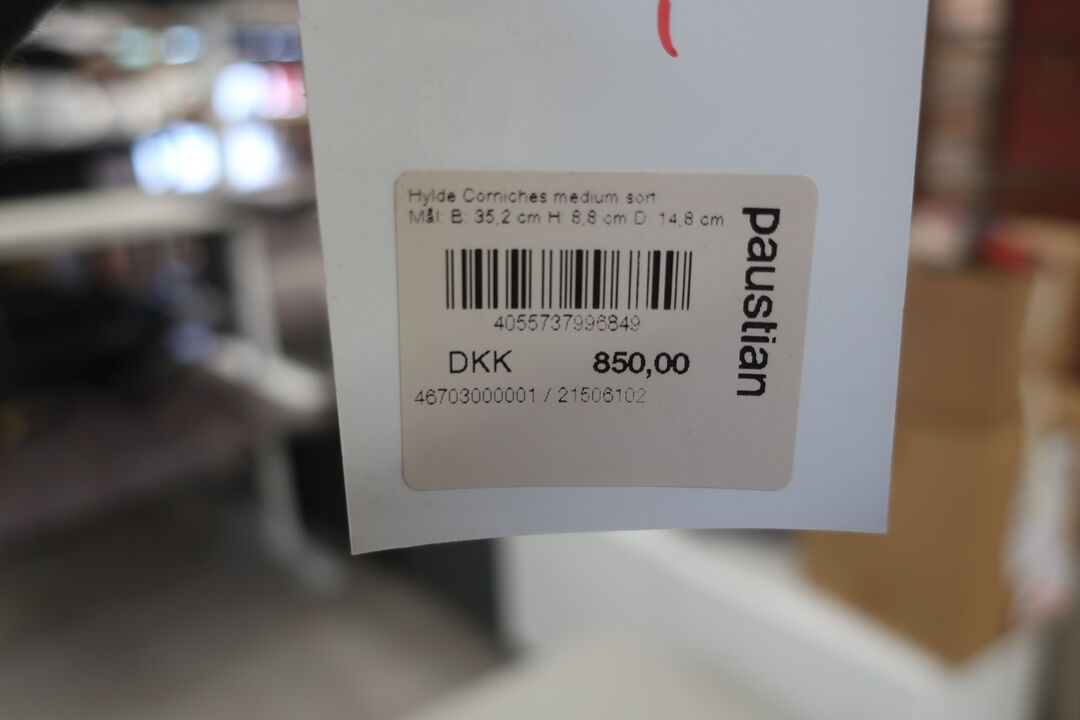 Hylde Corniches medium sort
Mål: B: 35,2 cm H: 8,8 cm D: 14,8 cm
4055737996849
DKK 850,00
46703000001 / 21506102
paustian